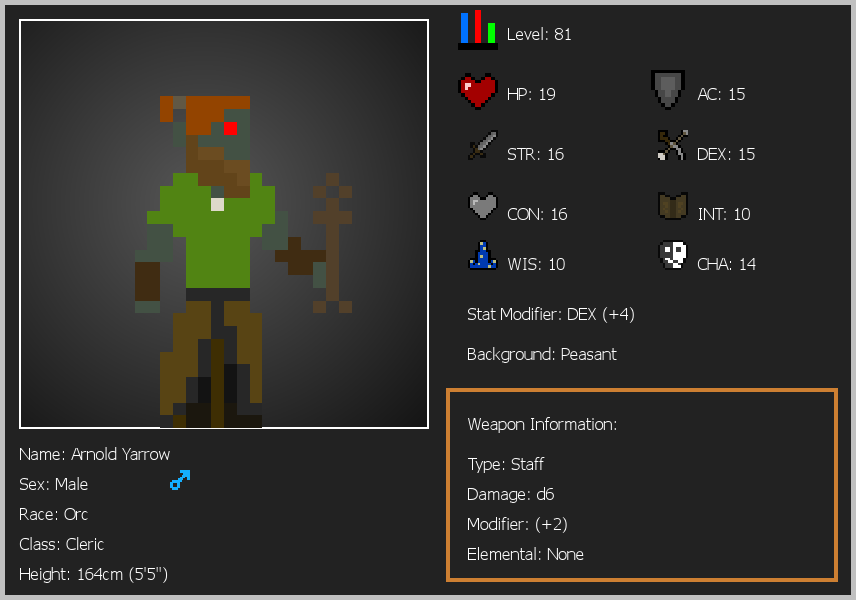 Level: 81
HP: 19
AC: 15
STR: 16
DEX: 15
CON: 16
INT: 10
WIS: 10
CHA: 14
Stat Modifier: DEX (+4)
Background: Peasant
Weapon Information:
Type: Staff
Damage: d6
Modifier: (+2)
Elemental: None
Name: Arnold Yarrow
Sex: Male
Race: Orc
Class: Cleric
Height: 164cm (5'5")